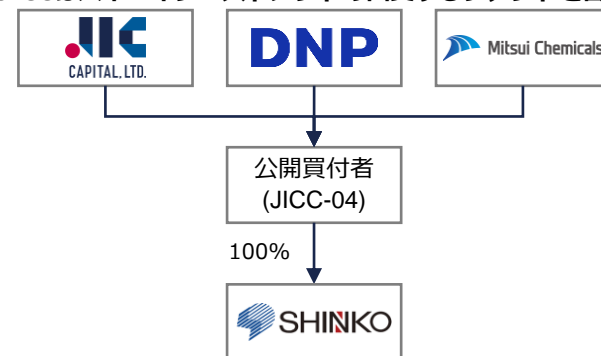 JIC
CAPITAL, LTD.
DNP
Mitsui Chemicals
公開買付者
(JICC-04)
100%
SHINKO